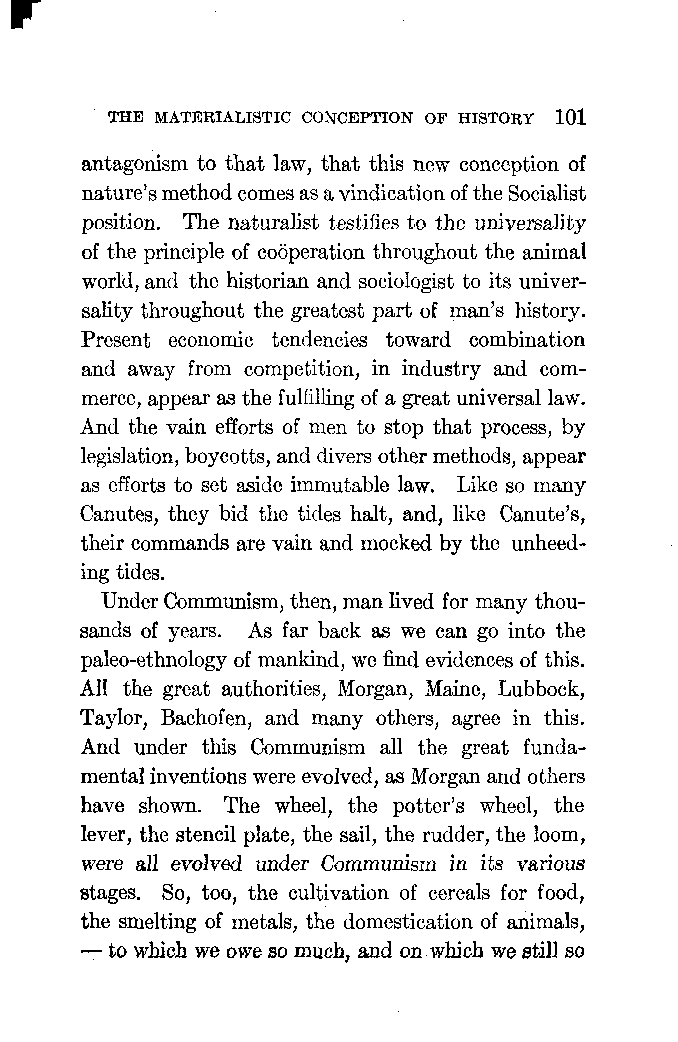 THE MATERIALISTIC CONCEPTION OF HISTORY 101
antagonism to that law, that this new conception of
nature's method comes as a vindication of the Socialist
position. The naturalist testifies to the universality
of the principle of coöperation throughout the animal
world, and the historian and sociologist to its univer-
sality throughout the greatest part of man's history.
Present economic tendencies toward combination
and away from competition, in industry and com-
merce, appear as the fulfilling of a great universal law.
And the vain efforts of men to stop that process, by
legislation, boycotts, and divers other methods, appear
as efforts to set aside immutable law. Like so many
Canutes, they bid the tides halt, and, like Canute's,
their commands are vain and mocked by the unheed-
ing tides.
Under Communism, then, man lived for many thou-
sands of years. As far back as we can go into the
paleo-ethnology of mankind, we find evidences of this.
All the great authorities, Morgan, Maine, Lubbock,
Taylor, Bachofen, and many others, agree in this.
And under this Communism all the great funda-
mental inventions were evolved, as Morgan and others
have shown. The wheel, the potter's wheel, the
lever, the stencil plate, the sail, the rudder, the loom,
were all evolved under Communism in its various
stages. So, too, the cultivation of cereals for food,
the smelting of metals, the domestication of animals,
— to which we owe so much, and on which we still so